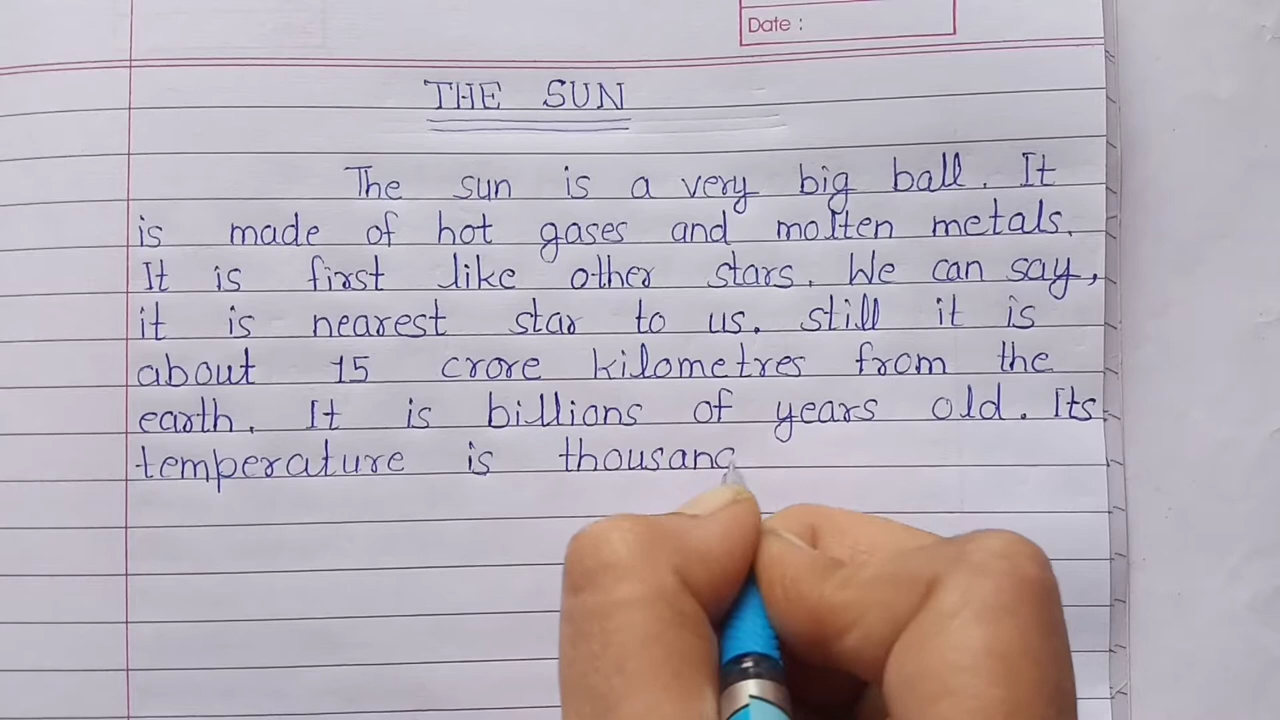 Date :
THE SUN
The sun is a very big ball. It
is made of hot gases and molten metals.
It is first like other stars. We can say,
it is nearest star to us. still it is
about 15 crore kilometres from the
earth. It is billions of years old. Its
temperature is thousan